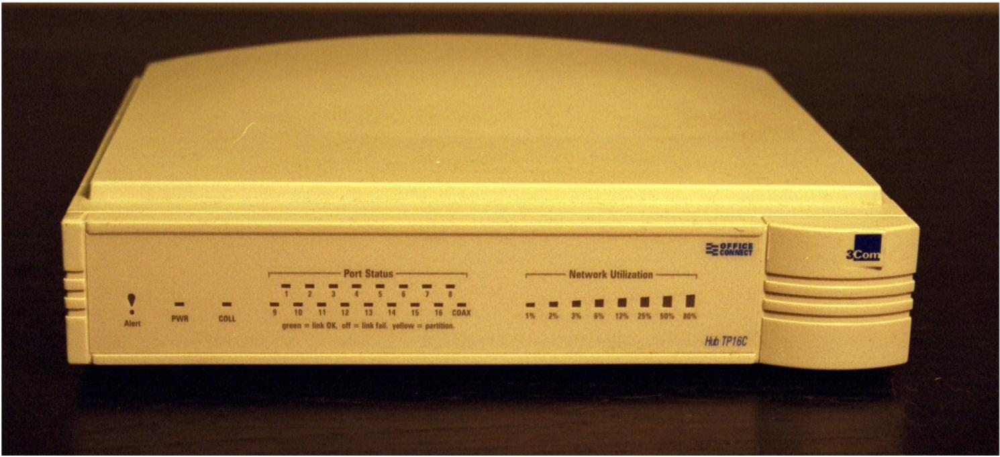 OFFICE
CONNECT
3Com
Port Status
1 2 3 4 5 6 7 8
9 10 11 12 13 14 15 16 COAX
green = link OK, off = link fail, yellow = partition.
Network Utilization
1% 2% 3% 6% 12% 25% 50% 80%
!
Alert
PWR
COLL
Hub TP16C